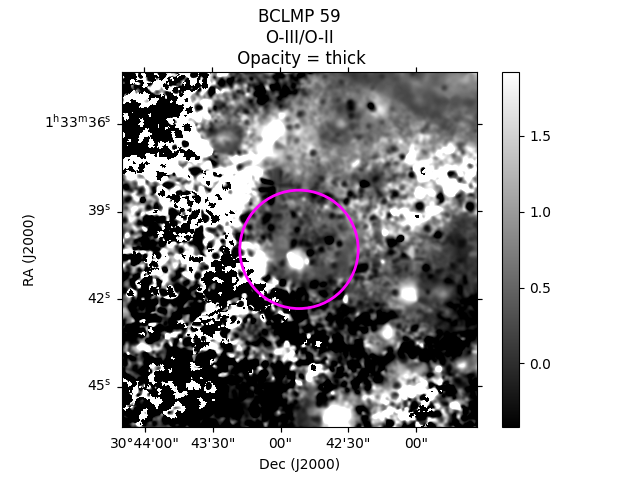 BCLMP 59
O-III/O-II
Opacity = thick
1ʰ33ᵐ36ˢ
39ˢ
42ˢ
45ˢ
RA (J2000)
30°44'00" 43'30" 00" 42'30" 00"
Dec (J2000)
1.5
1.0
0.5
0.0